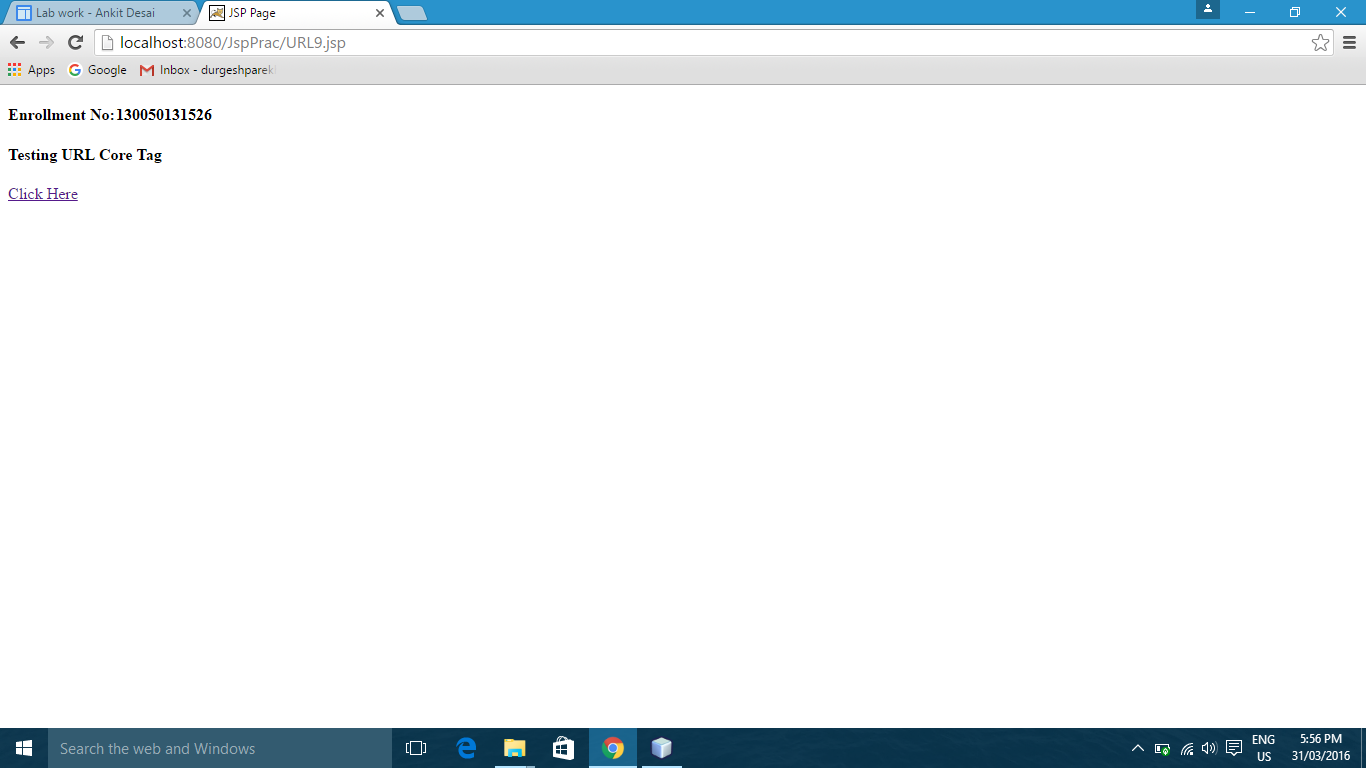 Lab work - Ankit Desai
JSP Page
localhost:8080/JspPrac/URL9.jsp
Apps
Google
Inbox - durgeshparek
Enrollment No:130050131526
Testing URL Core Tag
Click Here
Search the web and Windows
ENG
US
5:56 PM
31/03/2016